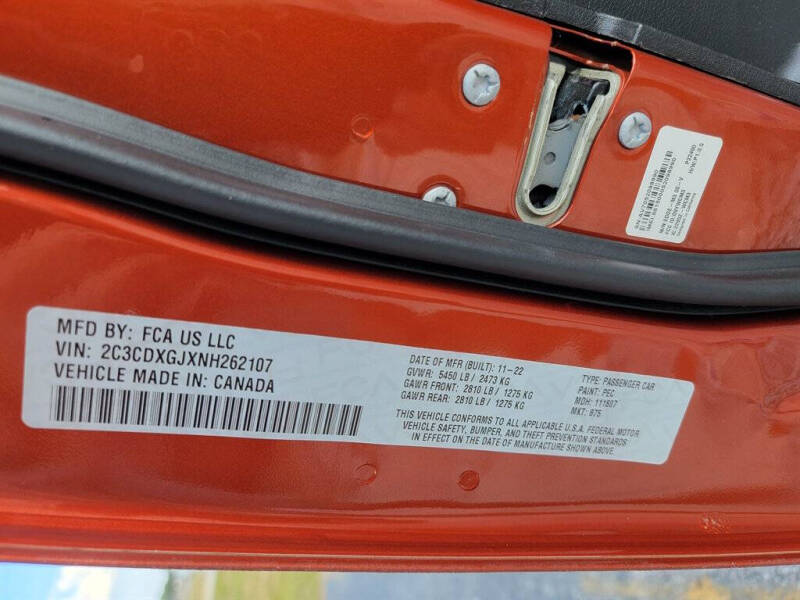 MFD BY: FCA US LLC
VIN: 2C3CDXGJXNH262107
VEHICLE MADE IN: CANADA
DATE OF MFR (BUILT): 11-22
GVWR: 5450 LB / 2473 KG
GAWR FRONT: 2810 LB / 1275 KG
GAWR REAR: 2810 LB / 1275 KG
TYPE: PASSENGER CAR
PAINT: PEC
MDH: 111807
MKT: B75
THIS VEHICLE CONFORMS TO ALL APPLICABLE U.S.A. FEDERAL MOTOR
VEHICLE SAFETY, BUMPER, AND THEFT PREVENTION STANDARDS
IN EFFECT ON THE DATE OF MANUFACTURE SHOWN ABOVE.